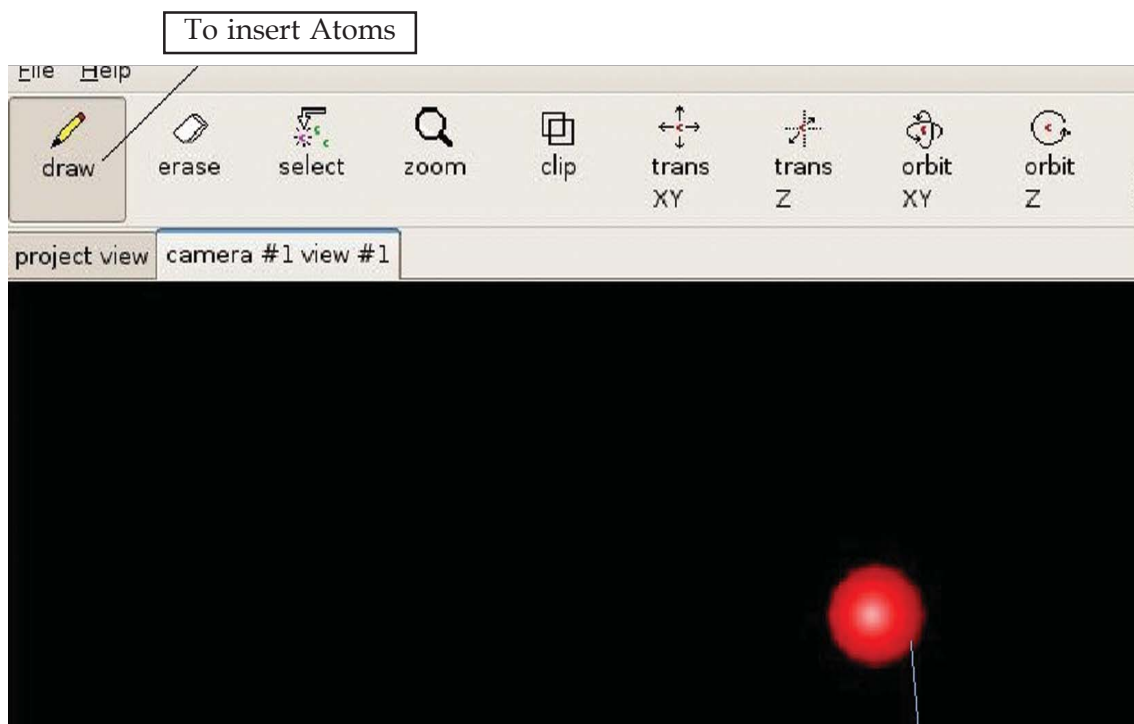 To insert Atoms
File Help
draw erase select zoom clip trans XY trans Z orbit XY orbit Z
project view camera #1 view #1